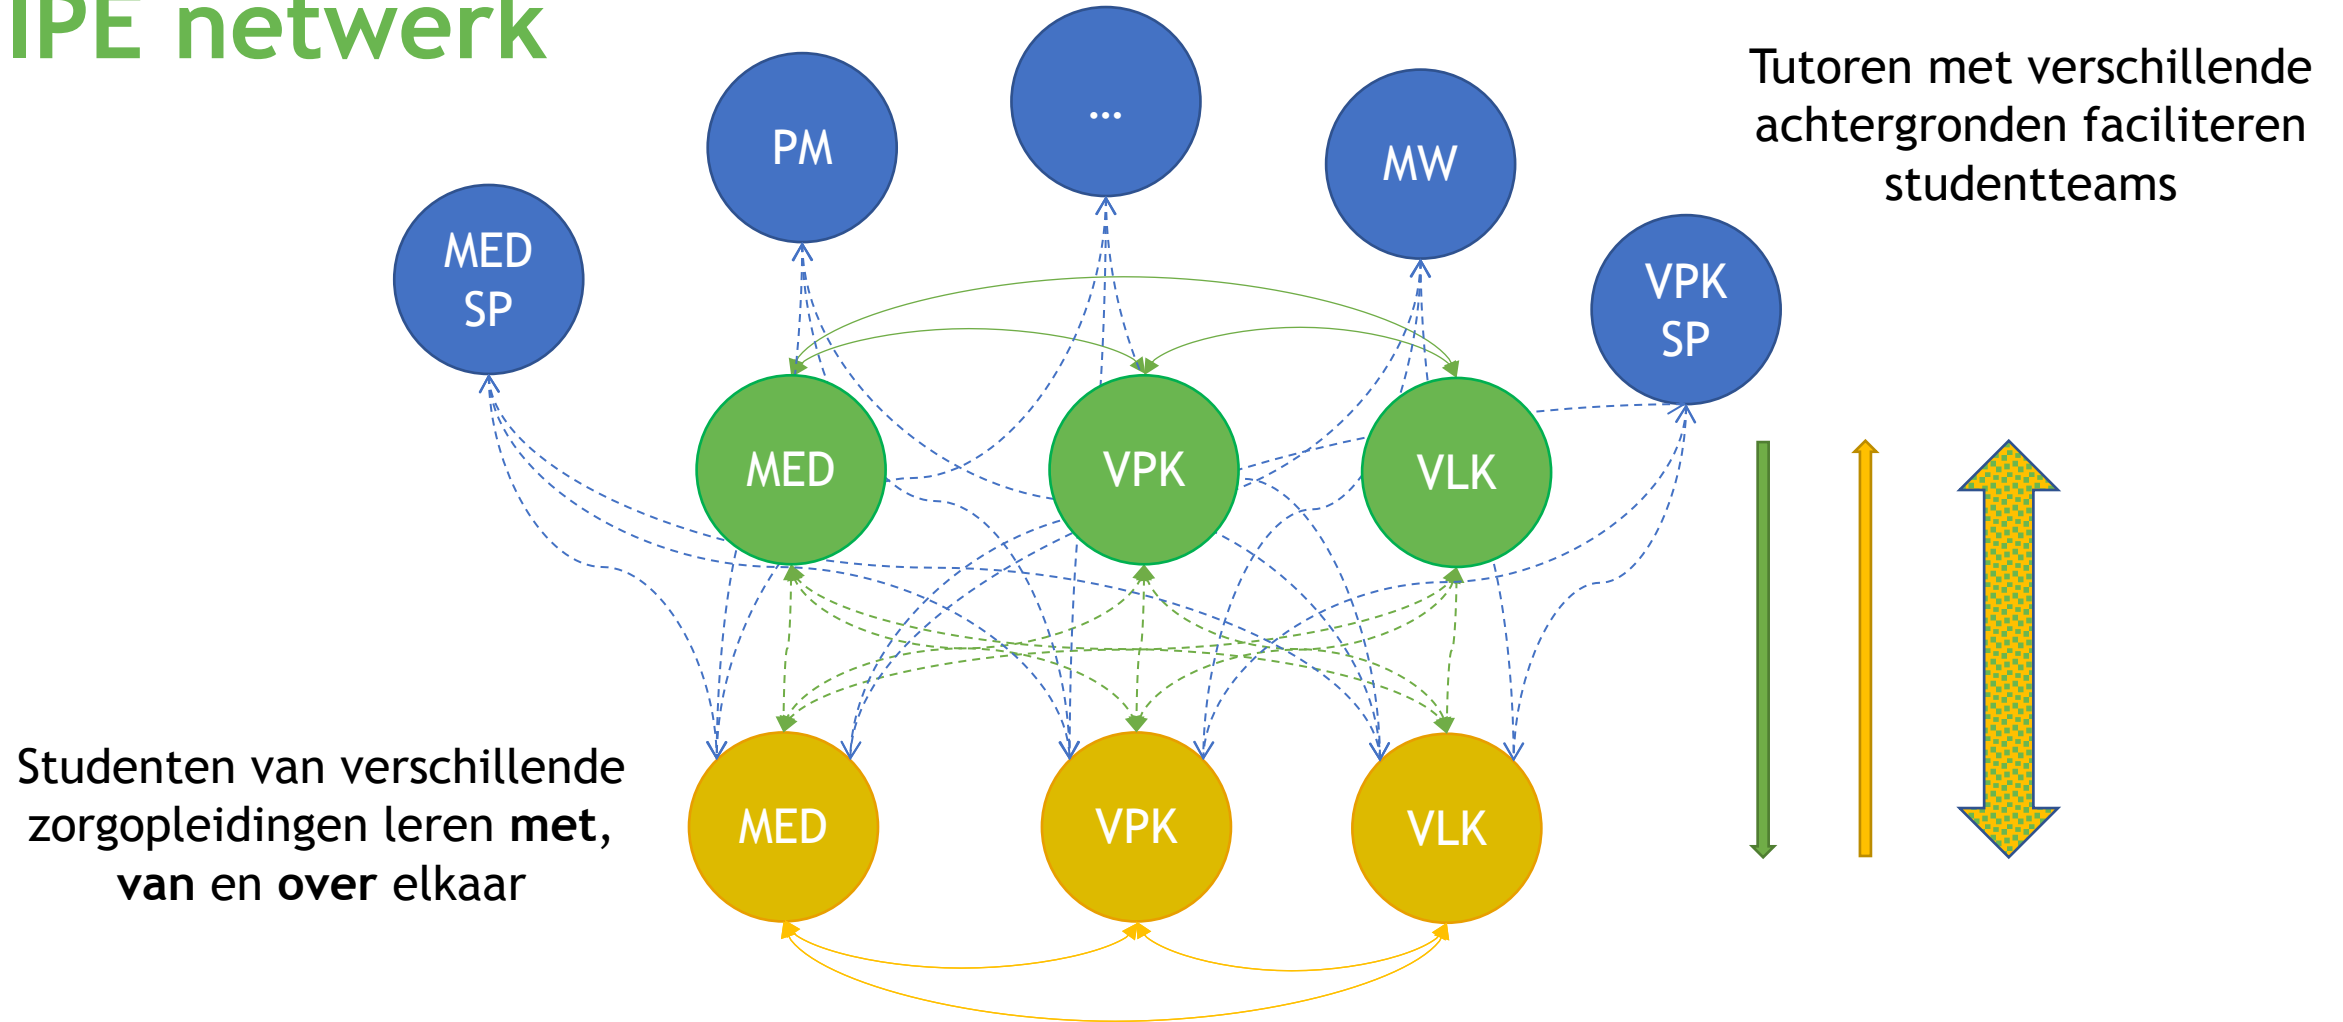 IPE netwerk
Tutoren met verschillende
achtergronden faciliteren
studentteams
...
PM
MW
MED
SP
VPK
SP
MED
VPK
VLK
Studenten van verschillende
zorgopleidingen leren met,
van en over elkaar
MED
VPK
VLK